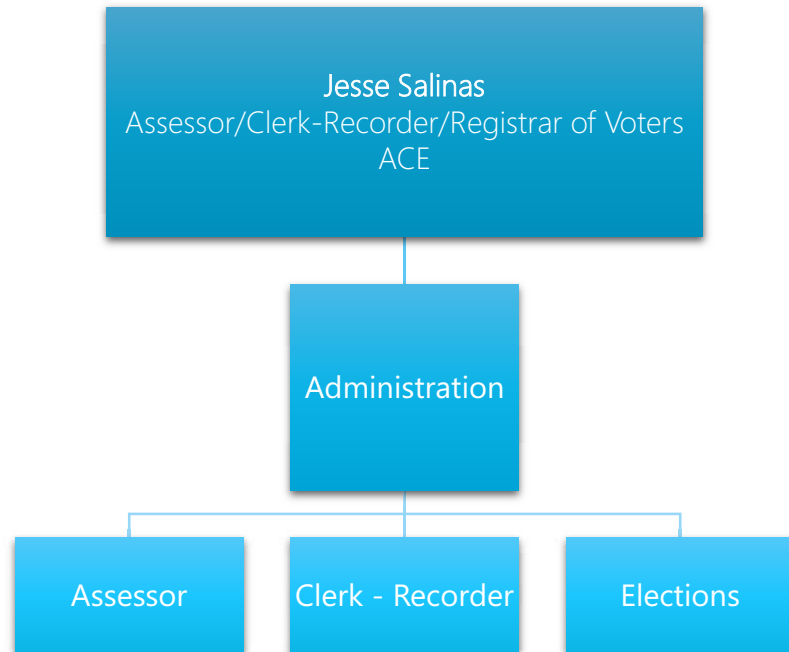 Jesse Salinas
Assessor/Clerk-Recorder/Registrar of Voters
ACE
Administration
Assessor
Clerk - Recorder
Elections